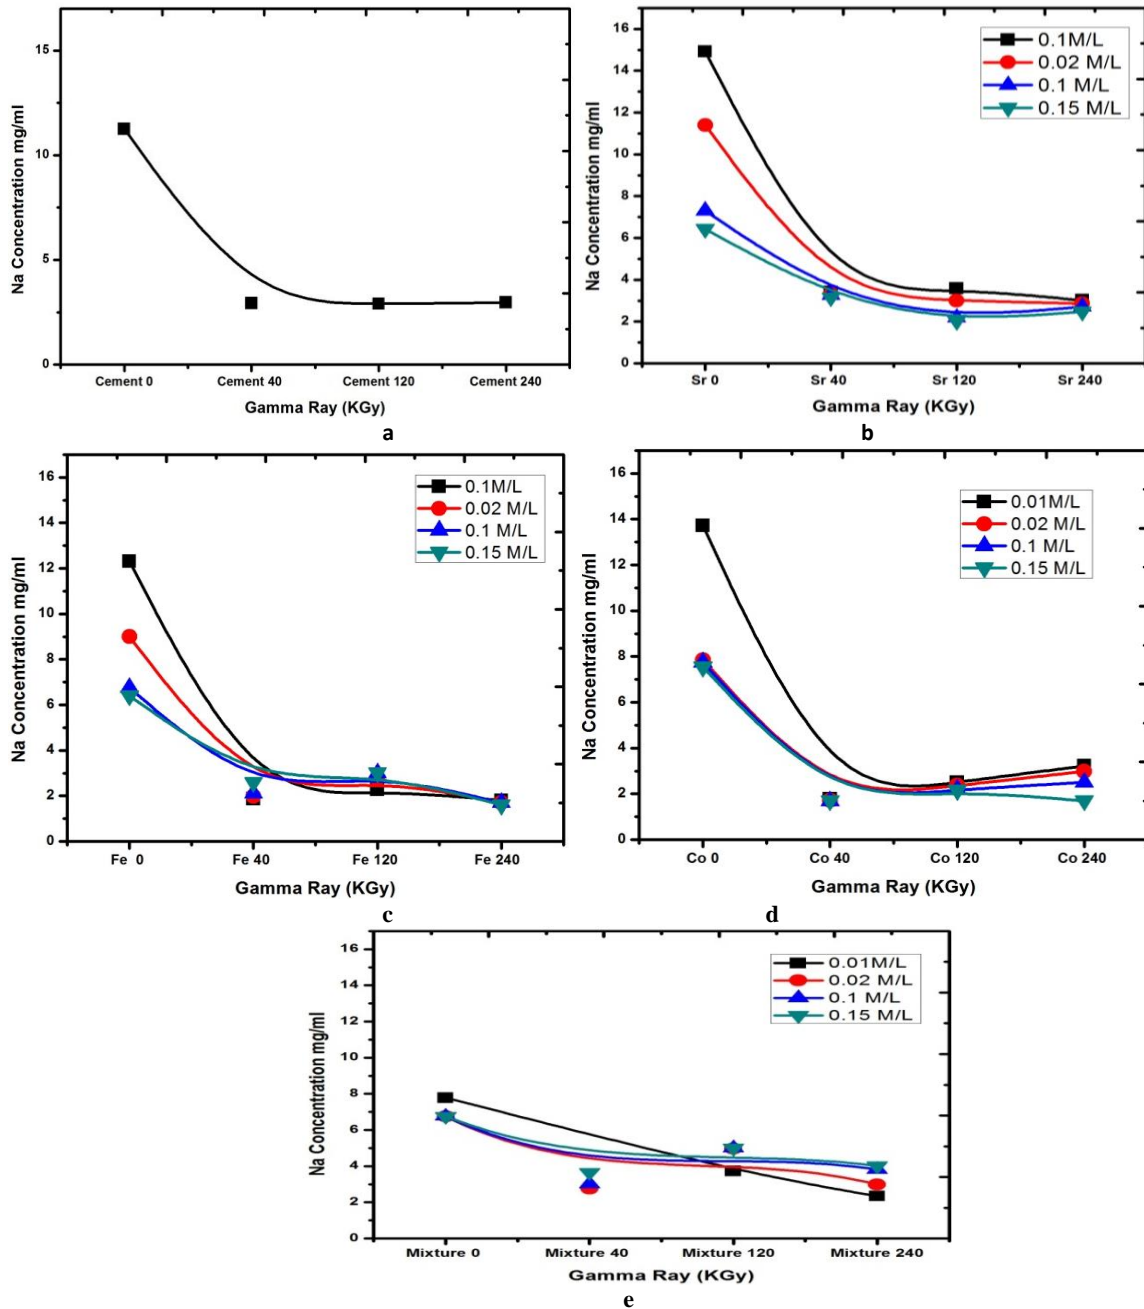 15
10
5
0
Na Concentration mg/ml
Cement 0 Cement 40 Cement 120 Cement 240
Gamma Ray (KGy)
a
16
14
12
10
8
6
4
2
0
Na Concentration mg/ml
0.1M/L
0.02 M/L
0.1 M/L
0.15 M/L
Sr 0 Sr 40 Sr 120 Sr 240
Gamma Ray (KGy)
b
16
14
12
10
8
6
4
2
0
Na Concentration mg/ml
0.1M/L
0.02 M/L
0.1 M/L
0.15 M/L
Fe 0 Fe 40 Fe 120 Fe 240
Gamma Ray (KGy)
c
16
14
12
10
8
6
4
2
0
Na Concentration mg/ml
0.01M/L
0.02 M/L
0.1 M/L
0.15 M/L
Co 0 Co 40 Co 120 Co 240
Gamma Ray (KGy)
d
16
14
12
10
8
6
4
2
0
Na Concentration mg/ml
0.01M/L
0.02 M/L
0.1 M/L
0.15 M/L
Mixture 0 Mixture 40 Mixture 120 Mixture 240
Gamma Ray (KGy)
e